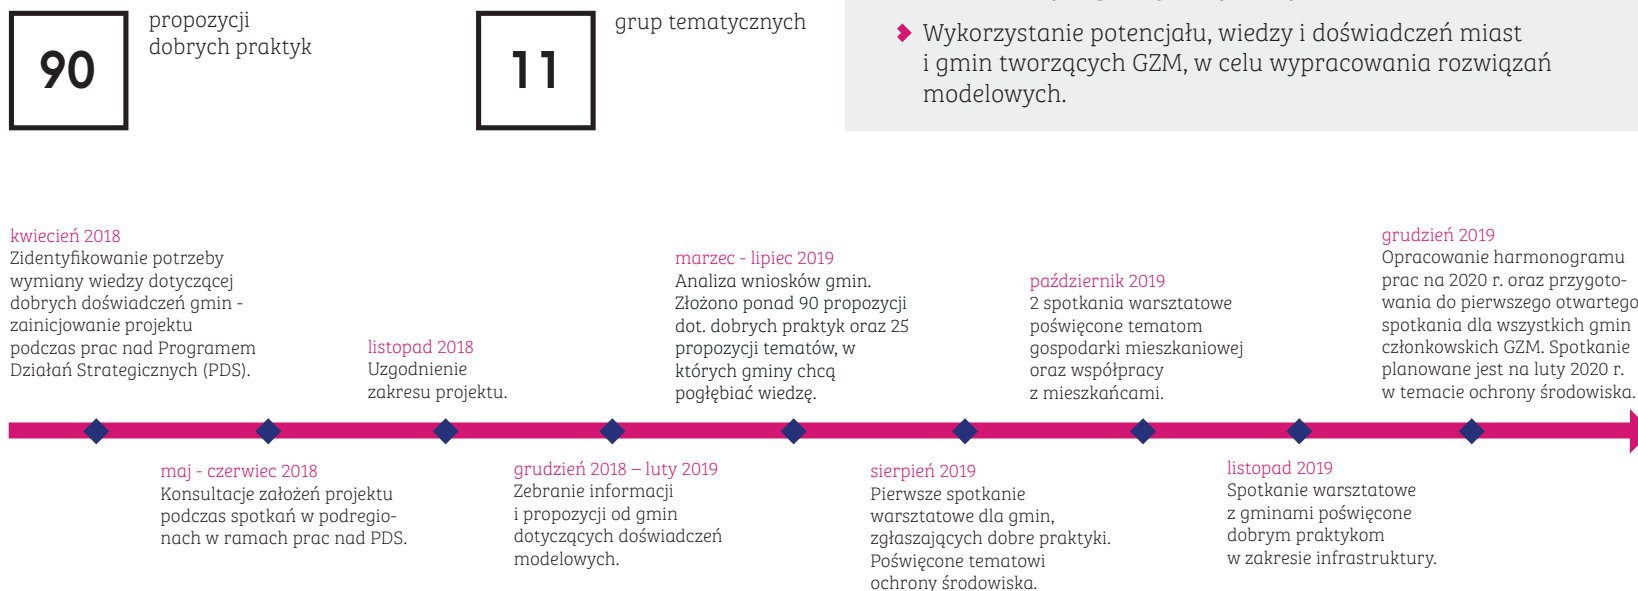 90
propozycji
dobrych praktyk
11
grup tematycznych
Wykorzystanie potencjału, wiedzy i doświadczeń miast
i gmin tworzących GZM, w celu wypracowania rozwiązań
modelowych.
kwiecień 2018
Zidentyfikowanie potrzeby
wymiany wiedzy dotyczącej
dobrych doświadczeń gmin -
zainicjowanie projektu
podczas prac nad Programem
Działań Strategicznych (PDS).
maj - czerwiec 2018
Konsultacje założeń projektu
podczas spotkań w podregio-
nach w ramach prac nad PDS.
listopad 2018
Uzgodnienie
zakresu projektu.
grudzień 2018 – luty 2019
Zebranie informacji
i propozycji od gmin
dotyczących doświadczeń
modelowych.
marzec - lipiec 2019
Analiza wniosków gmin.
Złożono ponad 90 propozycji
dot. dobrych praktyk oraz 25
propozycji tematów, w
których gminy chcą
pogłębiać wiedzę.
sierpień 2019
Pierwsze spotkanie
warsztatowe dla gmin,
zgłaszających dobre praktyki.
Poświęcone tematowi
ochrony środowiska.
październik 2019
2 spotkania warsztatowe
poświęcone tematom
gospodarki mieszkaniowej
oraz współpracy
z mieszkańcami.
listopad 2019
Spotkanie warsztatowe
z gminami poświęcone
dobrym praktykom
w zakresie infrastruktury.
grudzień 2019
Opracowanie harmonogramu
prac na 2020 r. oraz przygoto-
wania do pierwszego otwartego
spotkania dla wszystkich gmin
członkowskich GZM. Spotkanie
planowane jest na luty 2020 r.
w temacie ochrony środowiska.